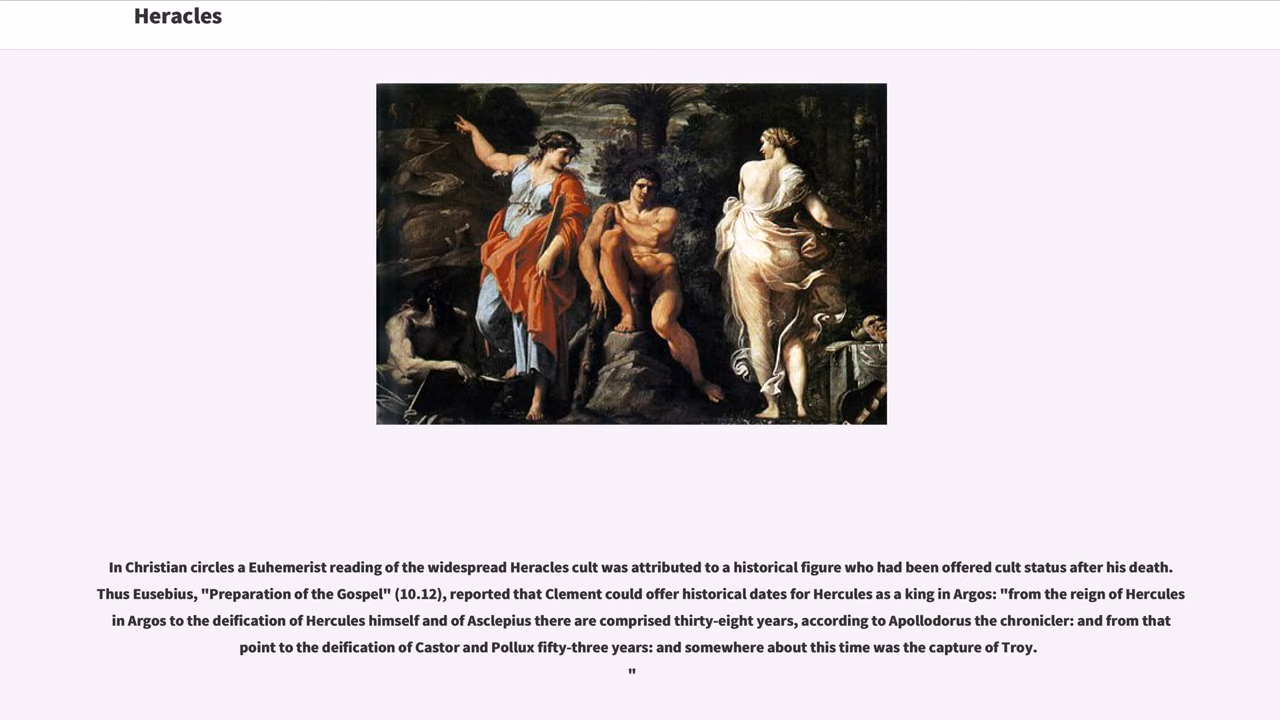 Heracles
In Christian circles a Euhemerist reading of the widespread Heracles cult was attributed to a historical figure who had been offered cult status after his death.
Thus Eusebius, "Preparation of the Gospel" (10.12), reported that Clement could offer historical dates for Hercules as a king in Argos: "from the reign of Hercules
in Argos to the deification of Hercules himself and of Asclepius there are comprised thirty-eight years, according to Apollodorus the chronicler: and from that
point to the deification of Castor and Pollux fifty-three years: and somewhere about this time was the capture of Troy.
"